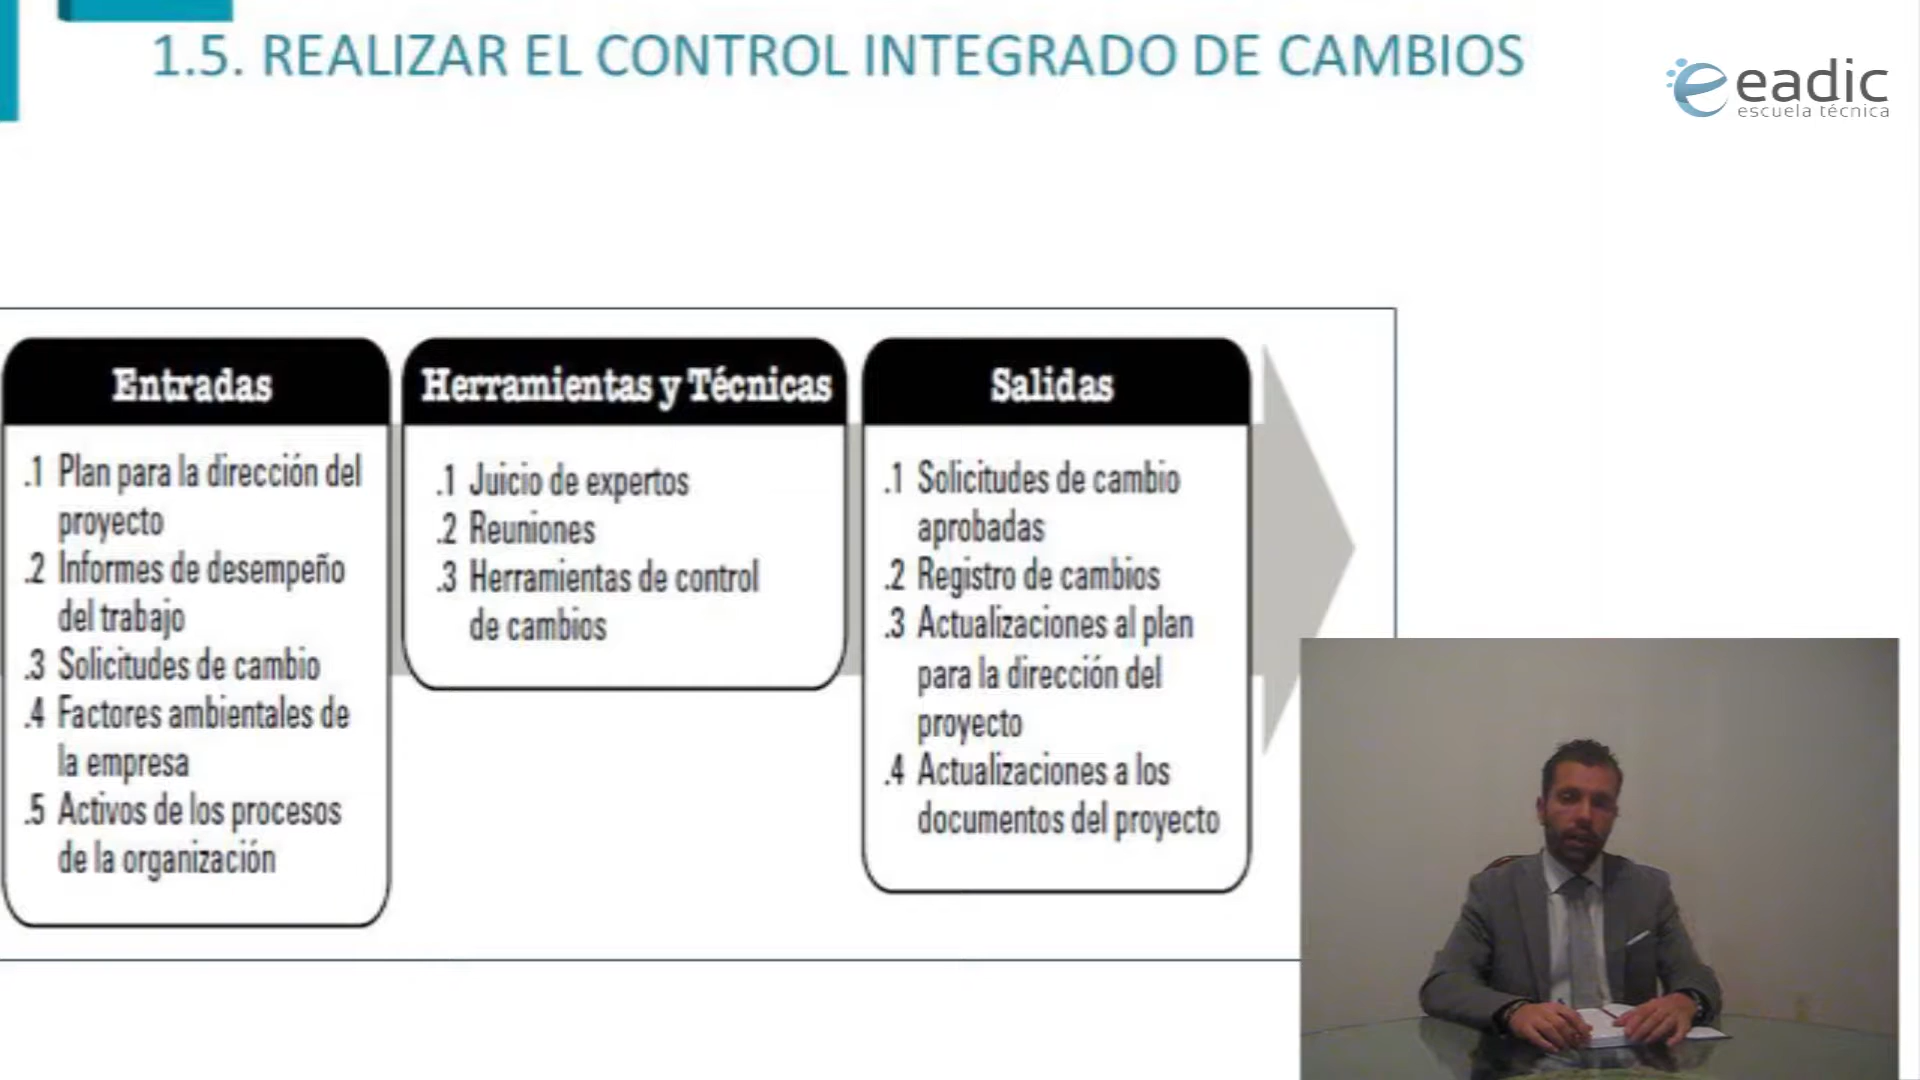 1.5. REALIZAR EL CONTROL INTEGRADO DE CAMBIOS
eadic
escuela técnica
Entradas
.1 Plan para la dirección del
proyecto
.2 Informes de desempeño
del trabajo
.3 Solicitudes de cambio
.4 Factores ambientales de
la empresa
.5 Activos de los procesos
de la organización
Herramientas y Técnicas
.1 Juicio de expertos
.2 Reuniones
.3 Herramientas de control
de cambios
Salidas
.1 Solicitudes de cambio
aprobadas
.2 Registro de cambios
.3 Actualizaciones al plan
para la dirección del
proyecto
.4 Actualizaciones a los
documentos del proyecto